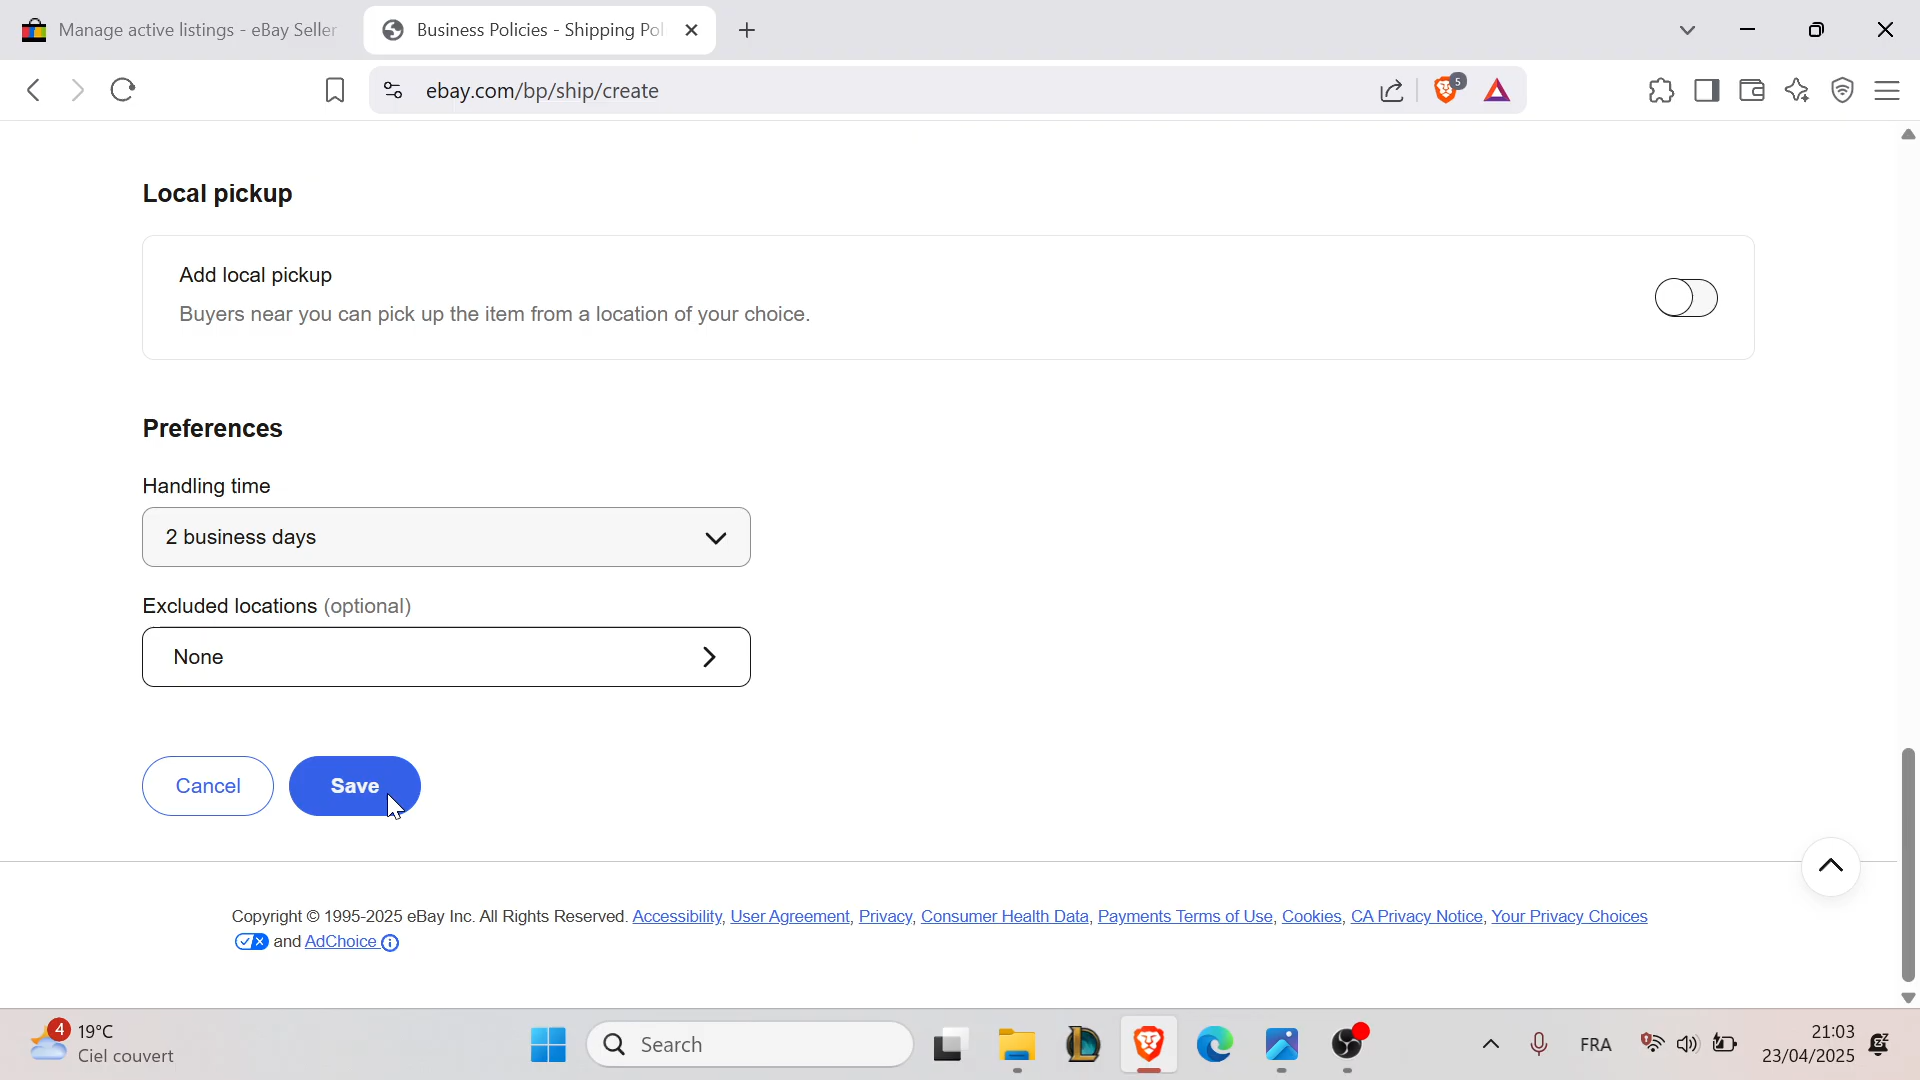 Manage active listings - eBay Seller
Business Policies - Shipping Pol
ebay.com/bp/ship/create
5
Local pickup
Add local pickup
Buyers near you can pick up the item from a location of your choice.
Preferences
Handling time
2 business days
Excluded locations (optional)
None
Cancel
Save
Copyright © 1995-2025 eBay Inc. All Rights Reserved. Accessibility, User Agreement, Privacy, Consumer Health Data, Payments Terms of Use, Cookies, CA Privacy Notice, Your Privacy Choices
and AdChoice
4
19°C
Ciel couvert
Search
FRA
21:03
23/04/2025